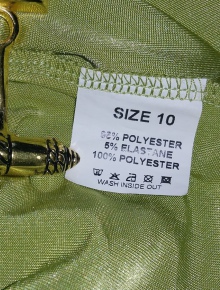 SIZE 10
95% POLYESTER
5% ELASTANE
100% POLYESTER
WASH INSIDE OUT